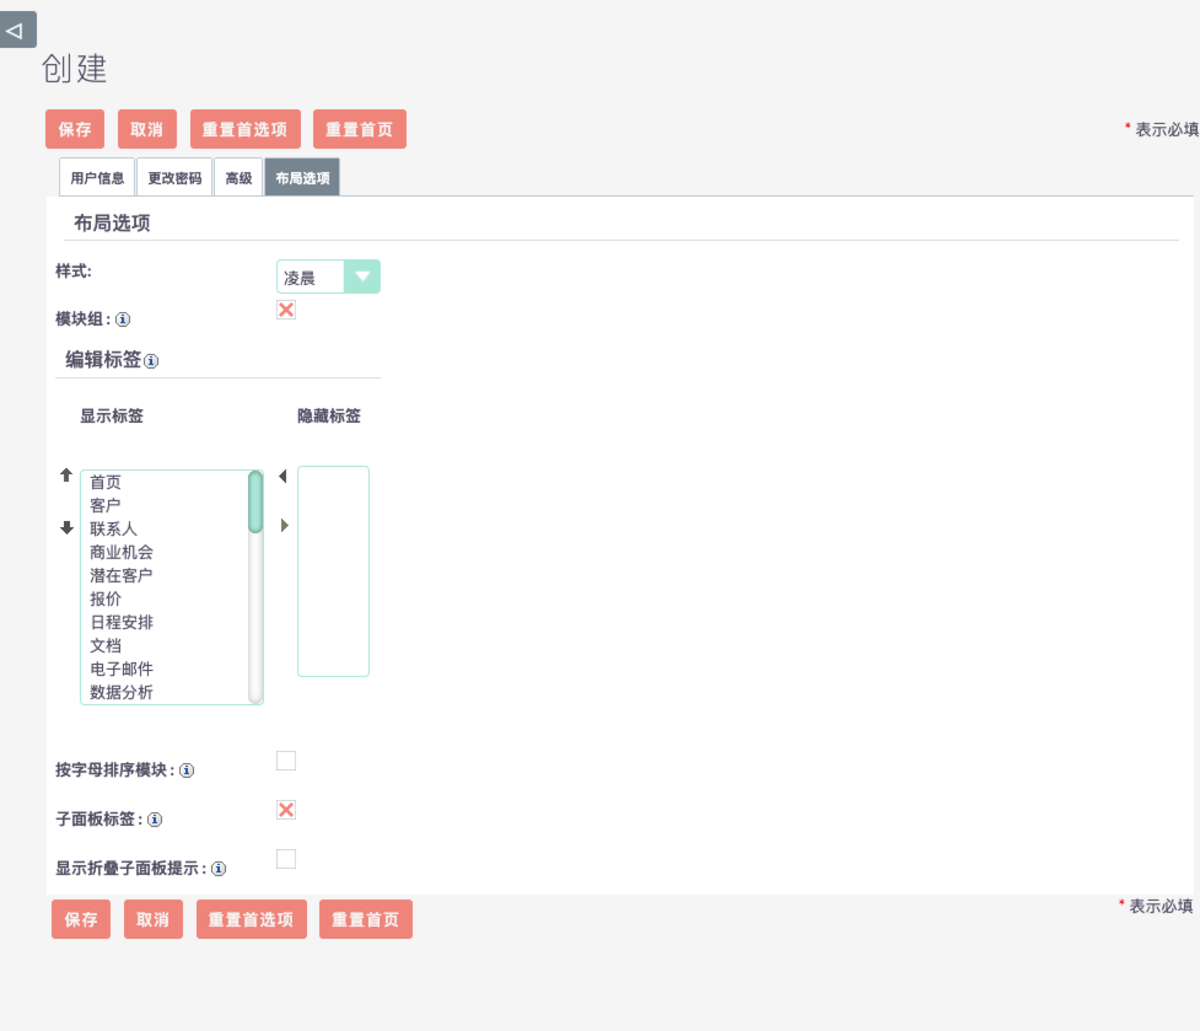 创建
保存 取消 重置首选项 重置首页 * 表示必填
用户信息 更改密码 高级 布局选项
布局选项
样式: 凌晨
模块组:
编辑标签
显示标签 隐藏标签
首页
客户
联系人
商业机会
潜在客户
报价
日程安排
文档
电子邮件
数据分析
按字母排序模块:
子面板标签:
显示折叠子面板提示:
保存 取消 重置首选项 重置首页 * 表示必填